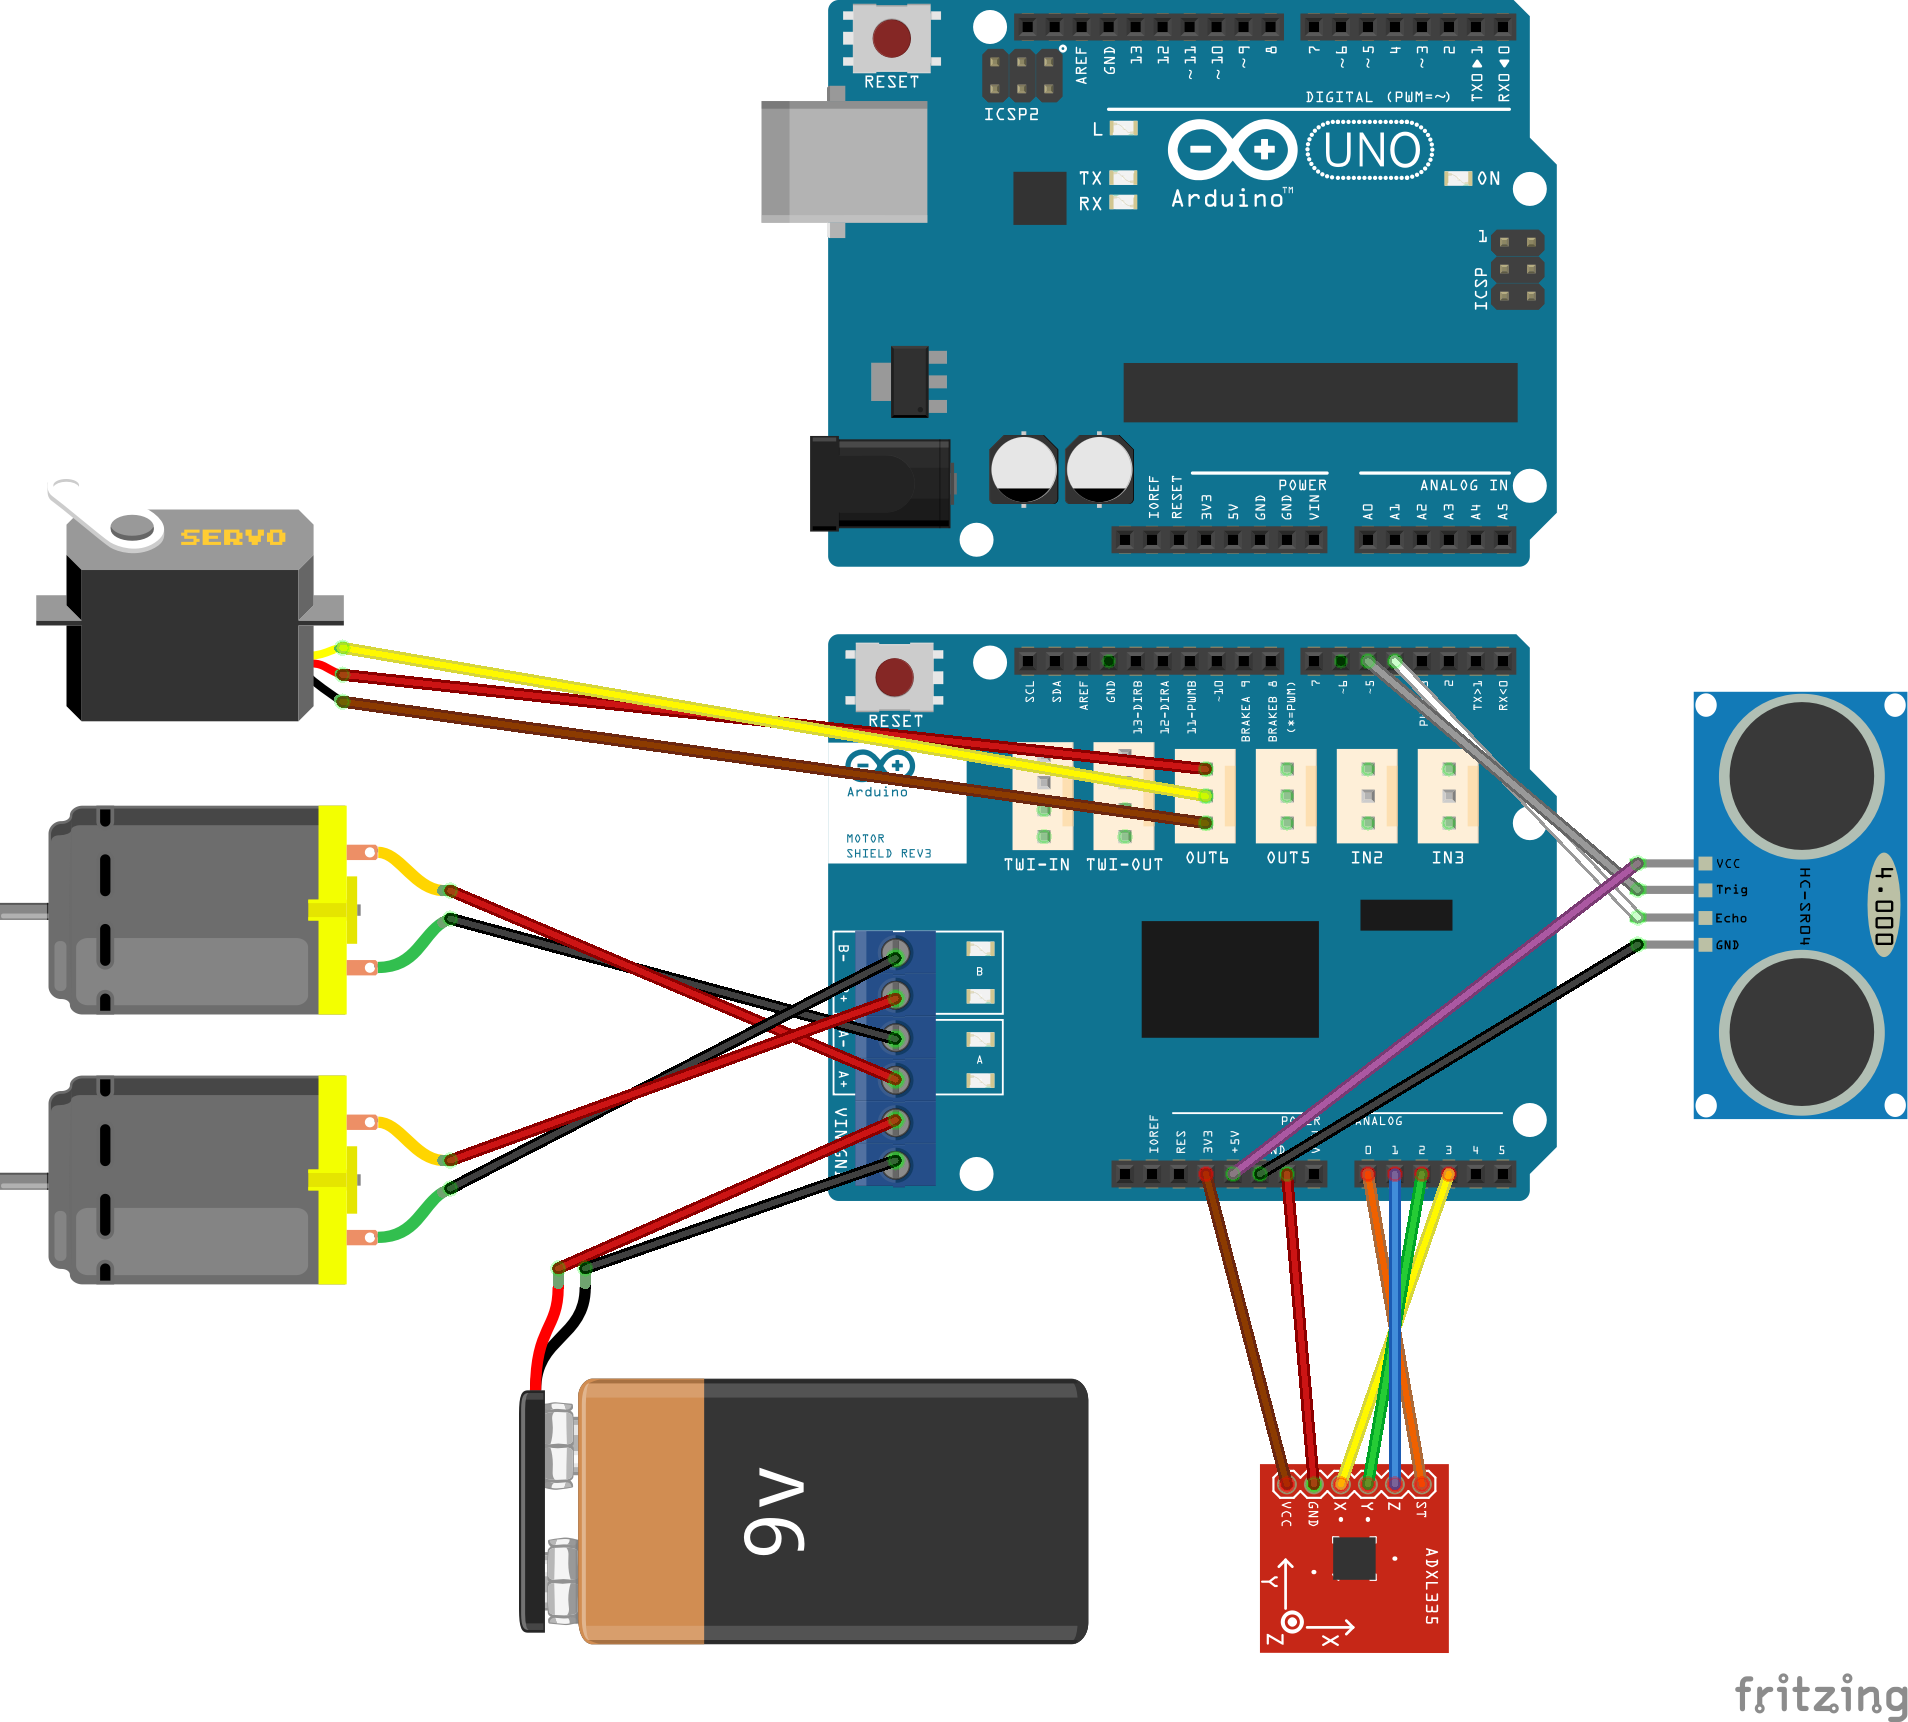 RESET
ICSP2
AREF
GND
13
12
~11
~10
~9
8
7
~6
~5
4
~3
2
TX0▶1
RX0◀0
DIGITAL (PWM=~)
L
TX
RX
UNO
Arduino™
ON
1
ICSP
IOREF
RESET
3V3
5V
GND
GND
VIN
POWER
A0
A1
A2
A3
A4
A5
ANALOG IN
SERVO
RESET
SCL
SDA
AREF
GND
13-DIRB
12-DIRA
11-PWMB
~10
BRAKEA 9
BRAKEB 8
(*=PWM)
7
~6
~5
2
TX>1
RX<0
Arduino
MOTOR
SHIELD REV3
TWI-IN
TWI-OUT
OUT6
OUT5
IN2
IN3
VCC
Trig
Echo
GND
HC-SR04
4.000
B-
A-
A+
B
A
VIN
IOREF
RES
3V3
+5V
POWER
ANALOG
0
1
2
3
4
5
9v
VCC
GND
X
Y
Z
ST
ADXL335
Y
Z
X
fritzing